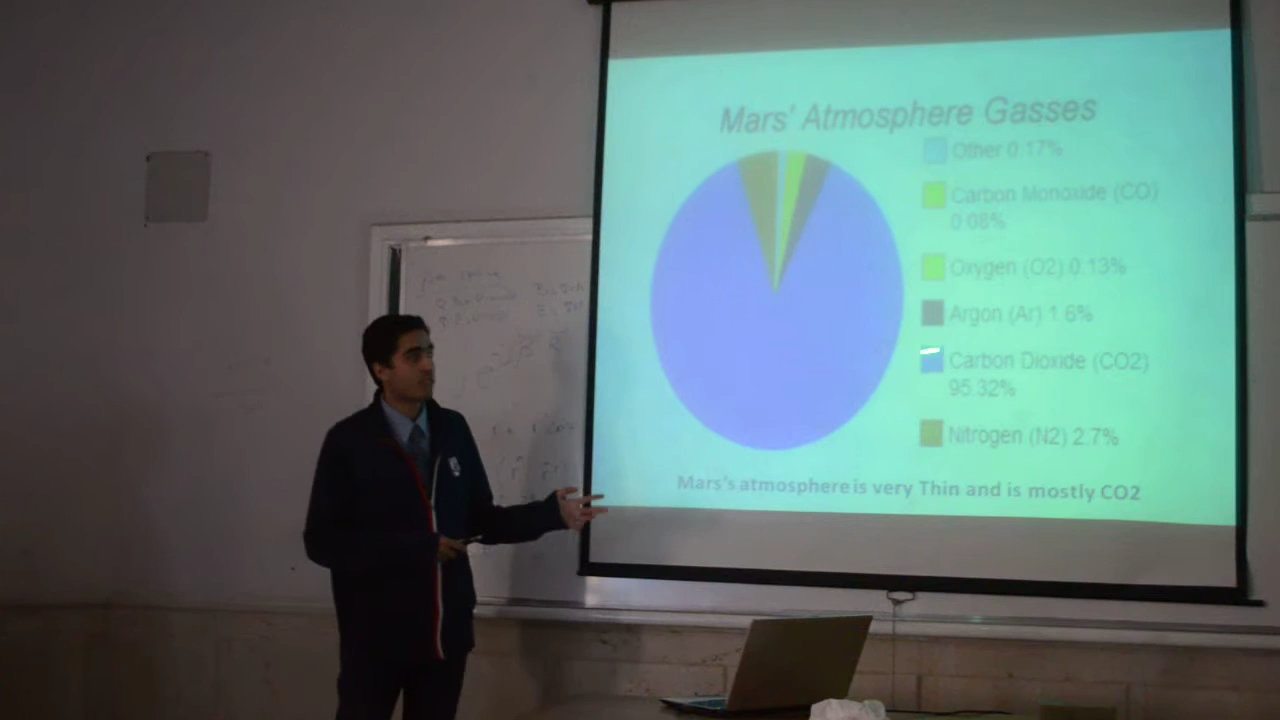 Mars' Atmosphere Gasses
Other 0.17%
Carbon Monoxide (CO)
0.08%
Oxygen (O2) 0.13%
Argon (Ar) 1.6%
Carbon Dioxide (CO2)
95.32%
Nitrogen (N2) 2.7%
Mars's atmosphere is very Thin and is mostly CO2